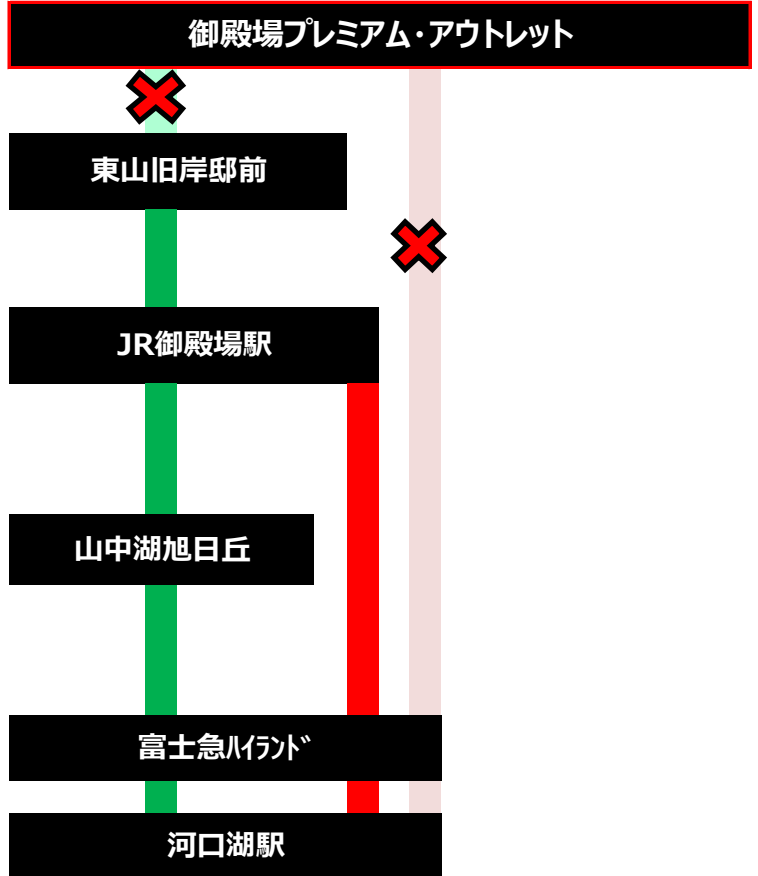 御殿場プレミアム・アウトレット
東山旧岸邸前
JR御殿場駅
山中湖旭日丘
富士急ﾊｲﾗﾝﾄﾞ
河口湖駅